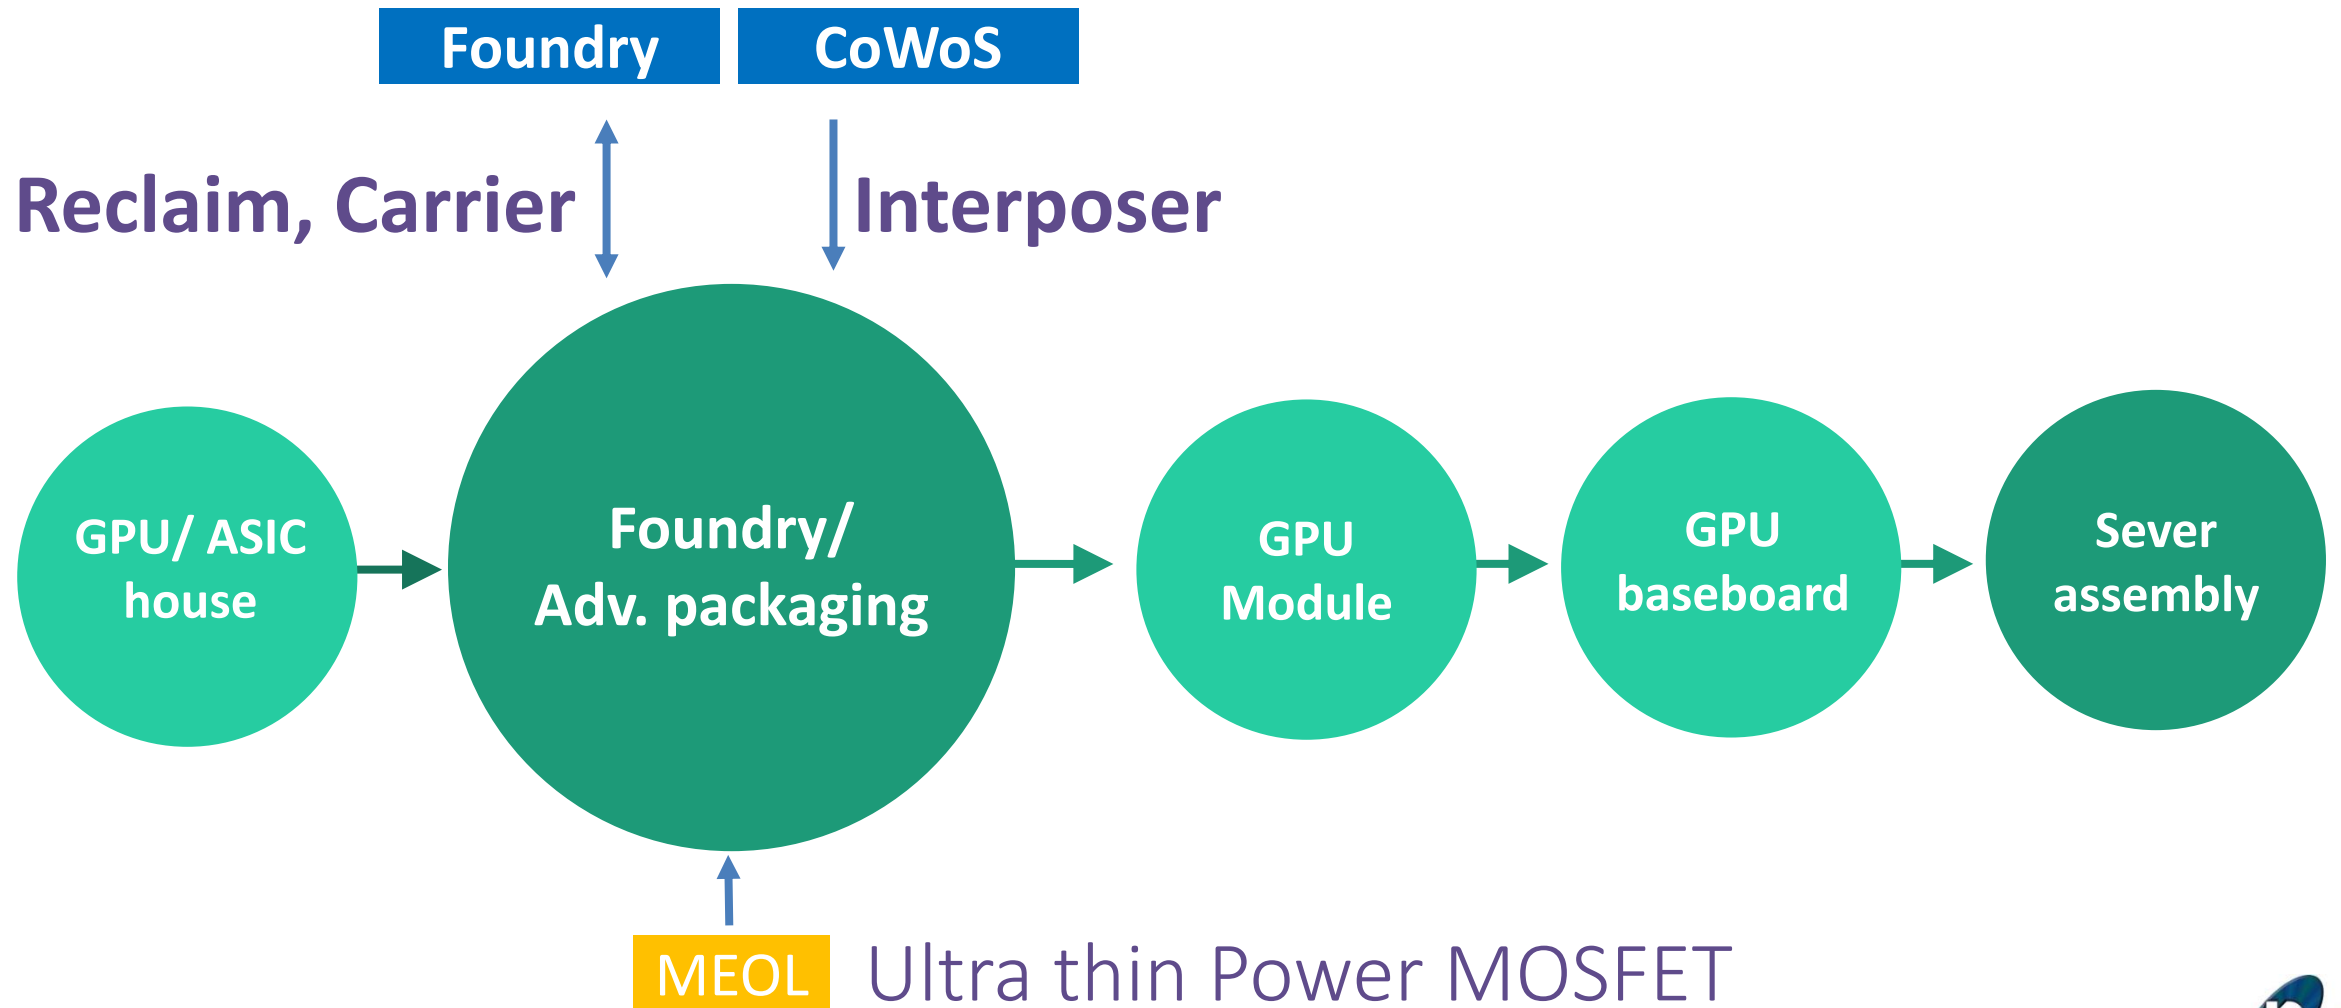 Foundry
CoWoS
Reclaim, Carrier
Interposer
GPU/ ASIC
house
Foundry/
Adv. packaging
GPU
Module
GPU
baseboard
Sever
assembly
MEOL
Ultra thin Power MOSFET